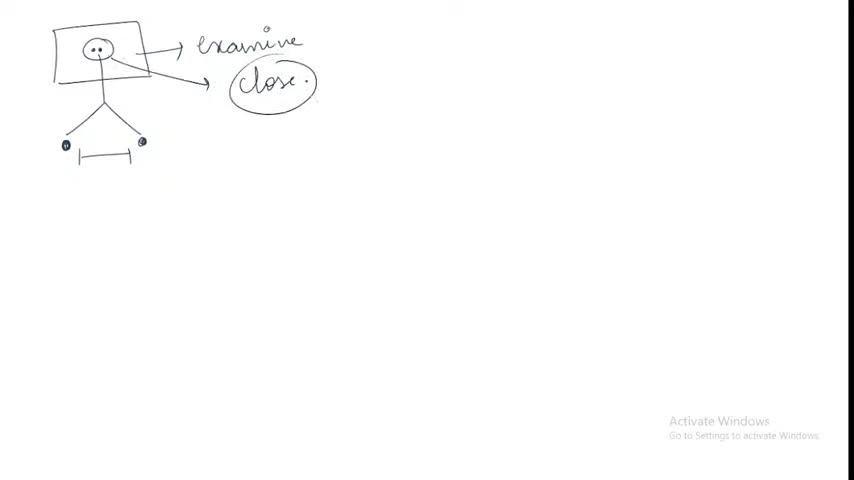 examine
close.
Activate Windows
Go to Settings to activate Windows.